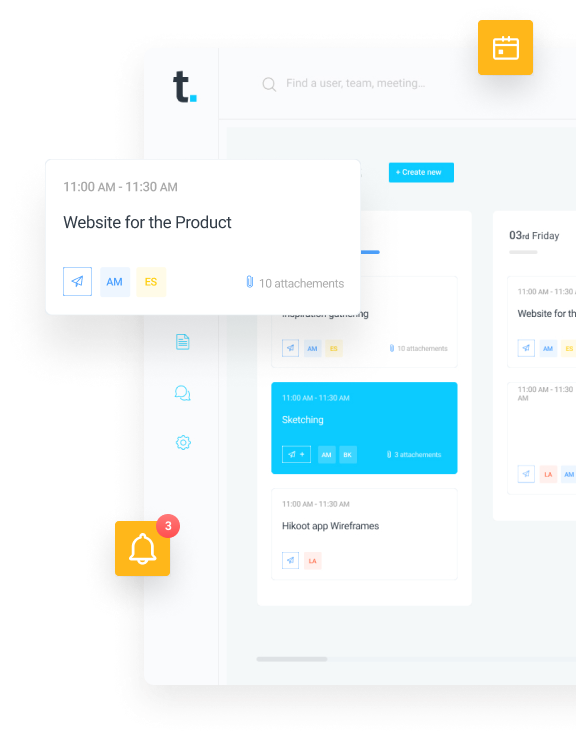 t.
Find a user, team, meeting...
+ Create new
11:00 AM - 11:30 AM
Website for the Product
AM
ES
10 attachements
Inspiration gathering
AM
ES
10 attachements
11:00 AM - 11:30 AM
Sketching
+
AM
BK
3 attachements
11:00 AM - 11:30 AM
Hikoot app Wireframes
LA
03rd Friday
11:00 AM - 11:30
Website for th
AM
ES
11:00 AM - 11:30
AM
LA
AM
3